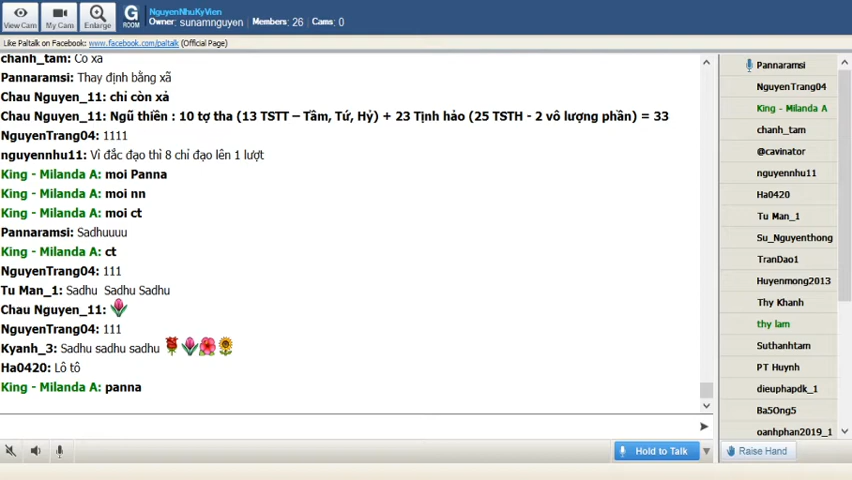 View Cam
My Cam
Enlarge
G
ROOM
NguyenNhuKyVien
Owner: sunamnguyen Members: 26 Cams: 0
Like Paltalk on Facebook: www.facebook.com/paltalk (Official Page)
chanh_tam: Co xa
Pannaramsi: Thay định bằng xã
Chau Nguyen_11: chỉ còn xả
Chau Nguyen_11: Ngũ thiền : 10 tợ tha (13 TSTT – Tầm, Tứ, Hỷ) + 23 Tịnh hảo (25 TSTH - 2 vô lượng phần) = 33
NguyenTrang04: 1111
nguyennhu11: Vì đắc đạo thì 8 chi đạo lên 1 lượt
King - Milanda A: moi Panna
King - Milanda A: moi nn
King - Milanda A: moi ct
Pannaramsi: Sadhuuuu
King - Milanda A: ct
NguyenTrang04: 111
Tu Man_1: Sadhu Sadhu Sadhu
Chau Nguyen_11:
NguyenTrang04: 111
Kyanh_3: Sadhu sadhu sadhu
Ha0420: Lô tô
King - Milanda A: panna
Hold to Talk
Pannaramsi
NguyenTrang04
King - Milanda A
chanh_tam
@cavinator
nguyennhu11
Ha0420
Tu Man_1
Su_Nguyenthong
TranDao1
Huyenmong2013
Thy Khanh
thy lam
Suthanhtam
PT Huynh
dieuphapdk_1
Ba5Ong5
oanhphan2019_1
Raise Hand